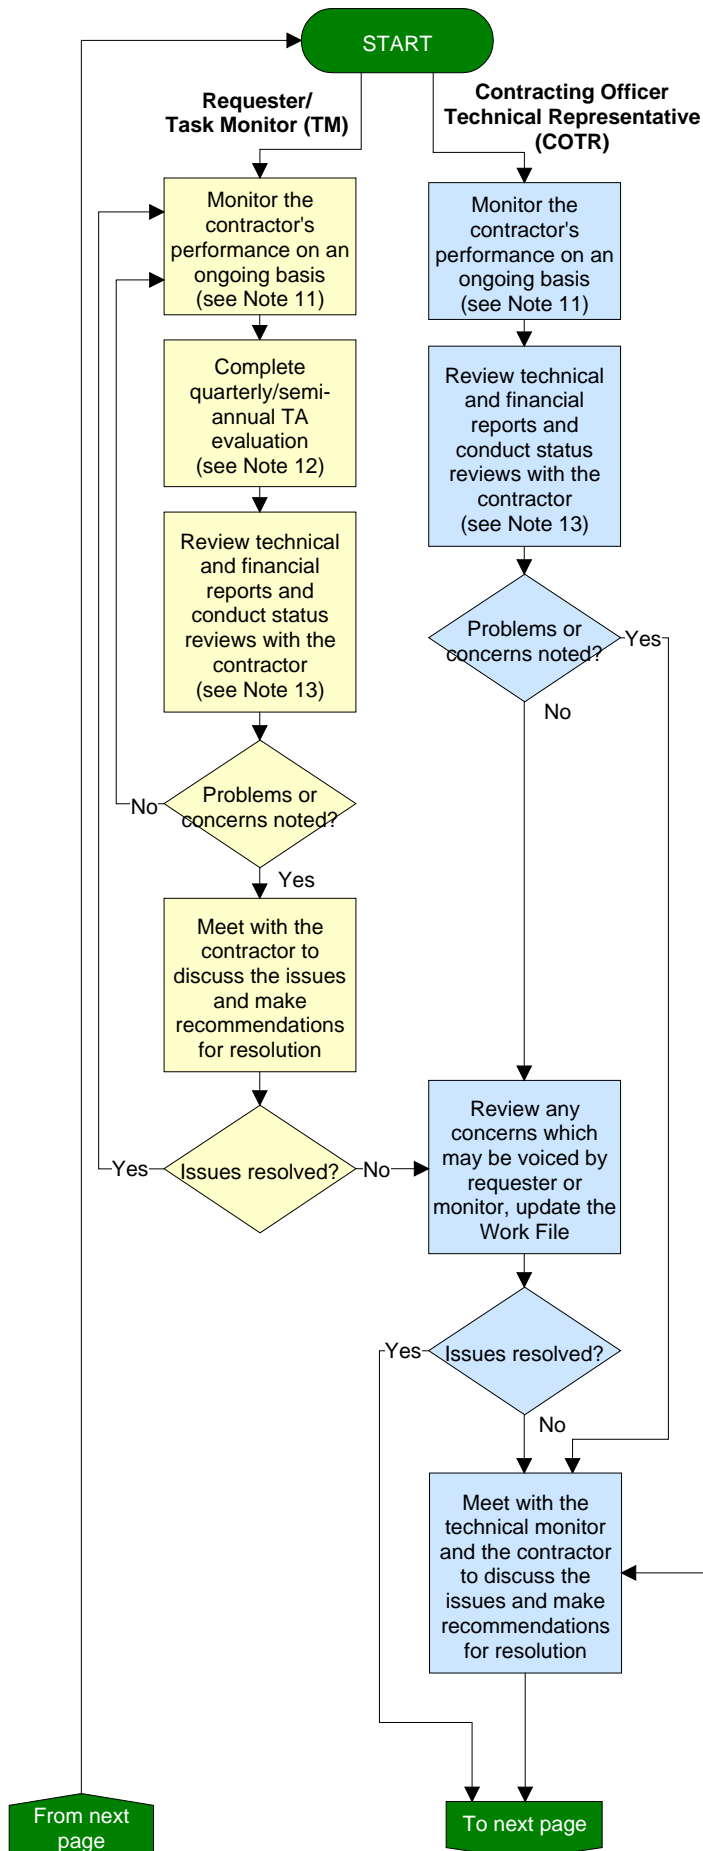 START
Requester/
Task Monitor (TM)
Contracting Officer
Technical Representative
(COTR)
Monitor the
contractor's
performance on an
ongoing basis
(see Note 11)
Complete
quarterly/semi-
annual TA
evaluation
(see Note 12)
Review technical
and financial
reports and
conduct status
reviews with the
contractor
(see Note 13)
Problems or
concerns noted?
No
Yes
Meet with the
contractor to
discuss the issues
and make
recommendations
for resolution
Issues resolved?
Yes
No
Monitor the
contractor's
performance on an
ongoing basis
(see Note 11)
Review technical
and financial
reports and
conduct status
reviews with the
contractor
(see Note 13)
Problems or
concerns noted?
Yes
No
Review any
concerns which
may be voiced by
requester or
monitor, update the
Work File
Issues resolved?
Yes
No
Meet with the
technical monitor
and the contractor
to discuss the
issues and make
recommendations
for resolution
From next
page
To next page